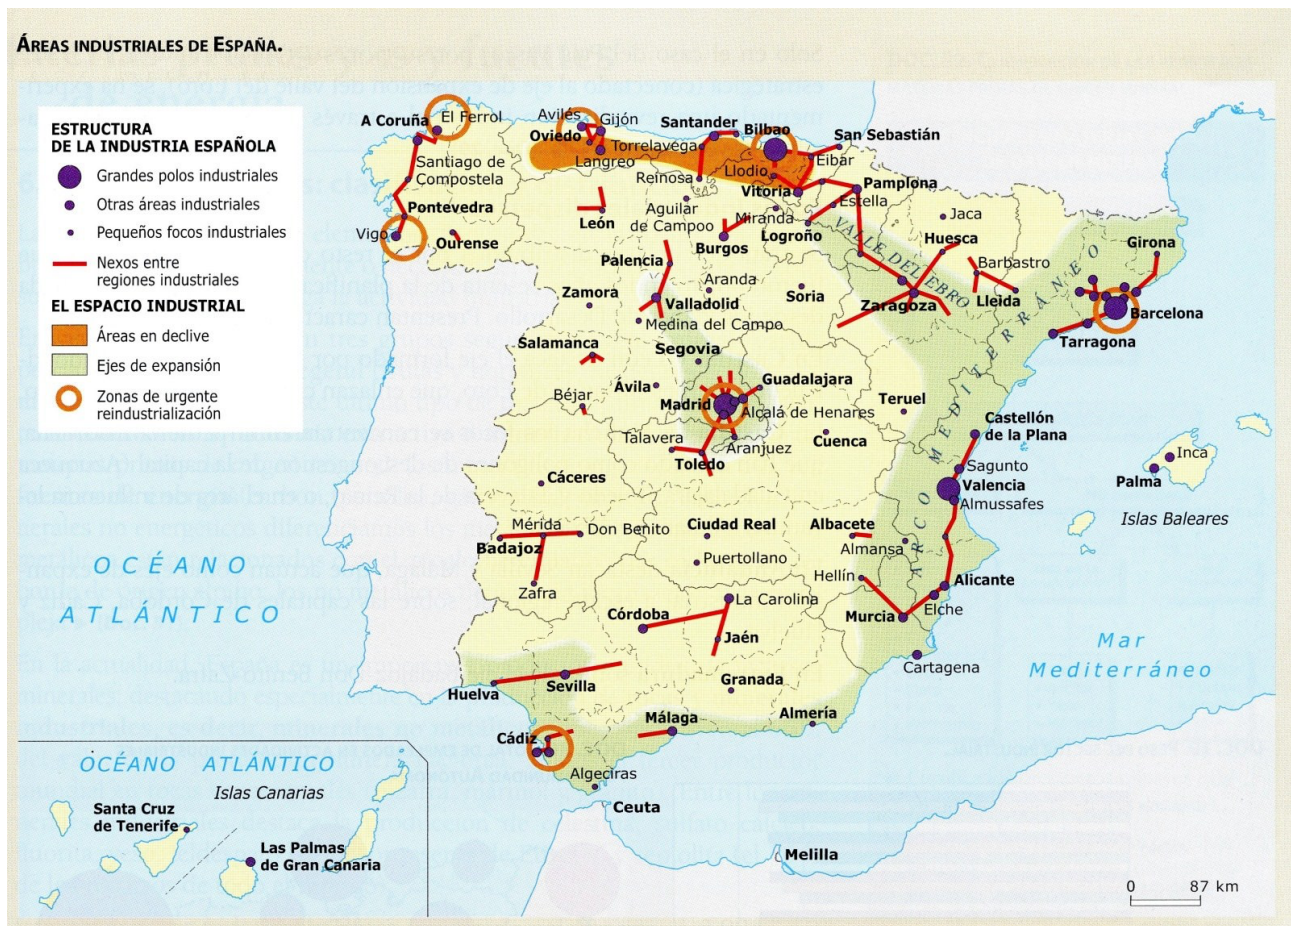 ÁREAS INDUSTRIALES DE ESPAÑA.
ESTRUCTURA
DE LA INDUSTRIA ESPAÑOLA
Grandes polos industriales
Otras áreas industriales
Pequeños focos industriales
Nexos entre
regiones industriales
EL ESPACIO INDUSTRIAL
Áreas en declive
Ejes de expansión
Zonas de urgente
reindustrialización
A Coruña
El Ferrol
Avilés
Gijón
Oviedo
Langreo
Torrelavega
Santander
Bilbao
San Sebastián
Eibar
Llodio
Reinosa
Vitoria
Pamplona
Estella
Santiago de
Compostela
Pontevedra
Vigo
Ourense
León
Aguilar
de Campoo
Miranda
Burgos
Logroño
Jaca
Huesca
Barbastro
Girona
VALLE DEL EBRO
Palencia
Aranda
Zamora
Valladolid
Soria
Zaragoza
Lleida
Barcelona
Tarragona
Medina del Campo
Salamanca
Segovia
Ávila
Guadalajara
Béjar
Madrid
Alcalá de Henares
Teruel
Talavera
Aranjuez
Cuenca
Toledo
Castellón
de la Plana
Sagunto
Valencia
Almussafes
ARCO MEDITERRÁNEO
Inca
Palma
Islas Baleares
Cáceres
Mérida
Don Benito
Badajoz
Zafra
Ciudad Real
Puertollano
Albacete
Almansa
Hellín
Alicante
Elche
Murcia
Cartagena
OCÉANO
ATLÁNTICO
Mar
Mediterráneo
Córdoba
La Carolina
Jaén
Granada
Huelva
Sevilla
Málaga
Almería
Cádiz
Algeciras
Ceuta
Melilla
OCÉANO ATLÁNTICO
Islas Canarias
Santa Cruz
de Tenerife
Las Palmas
de Gran Canaria
0 87 km